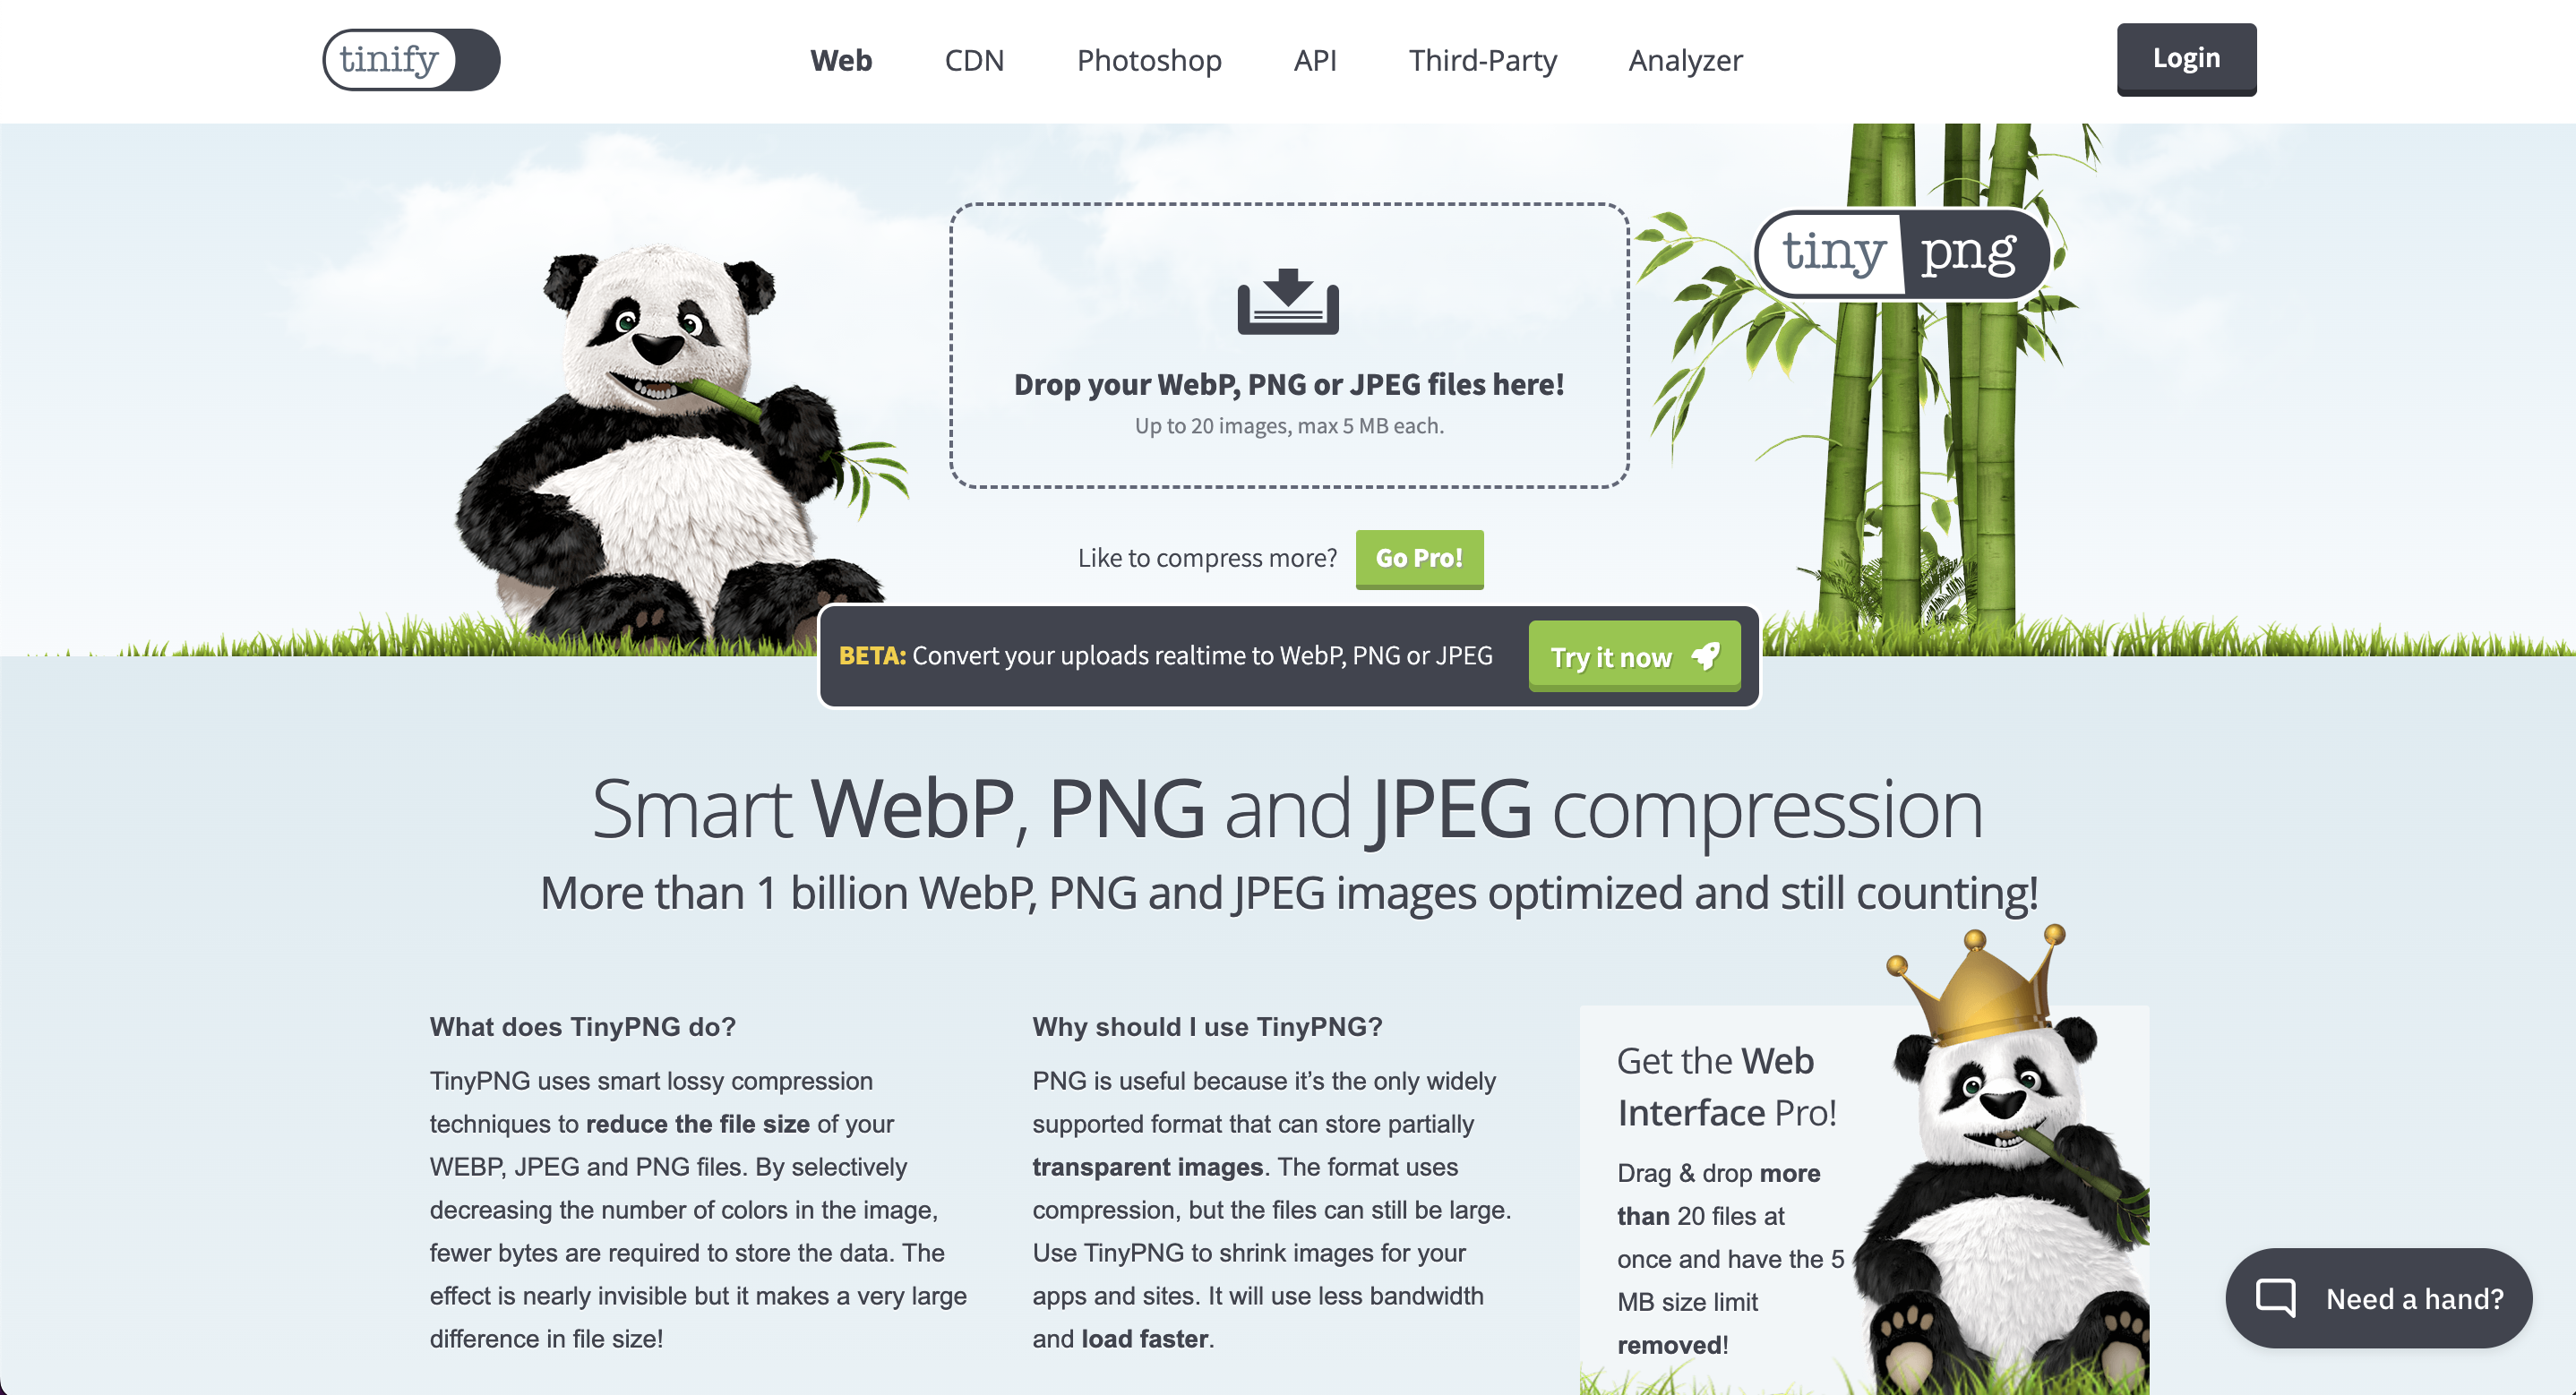 tinify
Web
CDN
Photoshop
API
Third-Party
Analyzer
Login
tiny png
Drop your WebP, PNG or JPEG files here!
Up to 20 images, max 5 MB each.
Like to compress more?
Go Pro!
BETA: Convert your uploads realtime to WebP, PNG or JPEG
Try it now
Smart WebP, PNG and JPEG compression
More than 1 billion WebP, PNG and JPEG images optimized and still counting!
What does TinyPNG do?
TinyPNG uses smart lossy compression
techniques to reduce the file size of your
WEBP, JPEG and PNG files. By selectively
decreasing the number of colors in the image,
fewer bytes are required to store the data. The
effect is nearly invisible but it makes a very large
difference in file size!
Why should I use TinyPNG?
PNG is useful because it’s the only widely
supported format that can store partially
transparent images. The format uses
compression, but the files can still be large.
Use TinyPNG to shrink images for your
apps and sites. It will use less bandwidth
and load faster.
Get the Web
Interface Pro!
Drag & drop more
than 20 files at
once and have the 5
MB size limit
removed!
Need a hand?